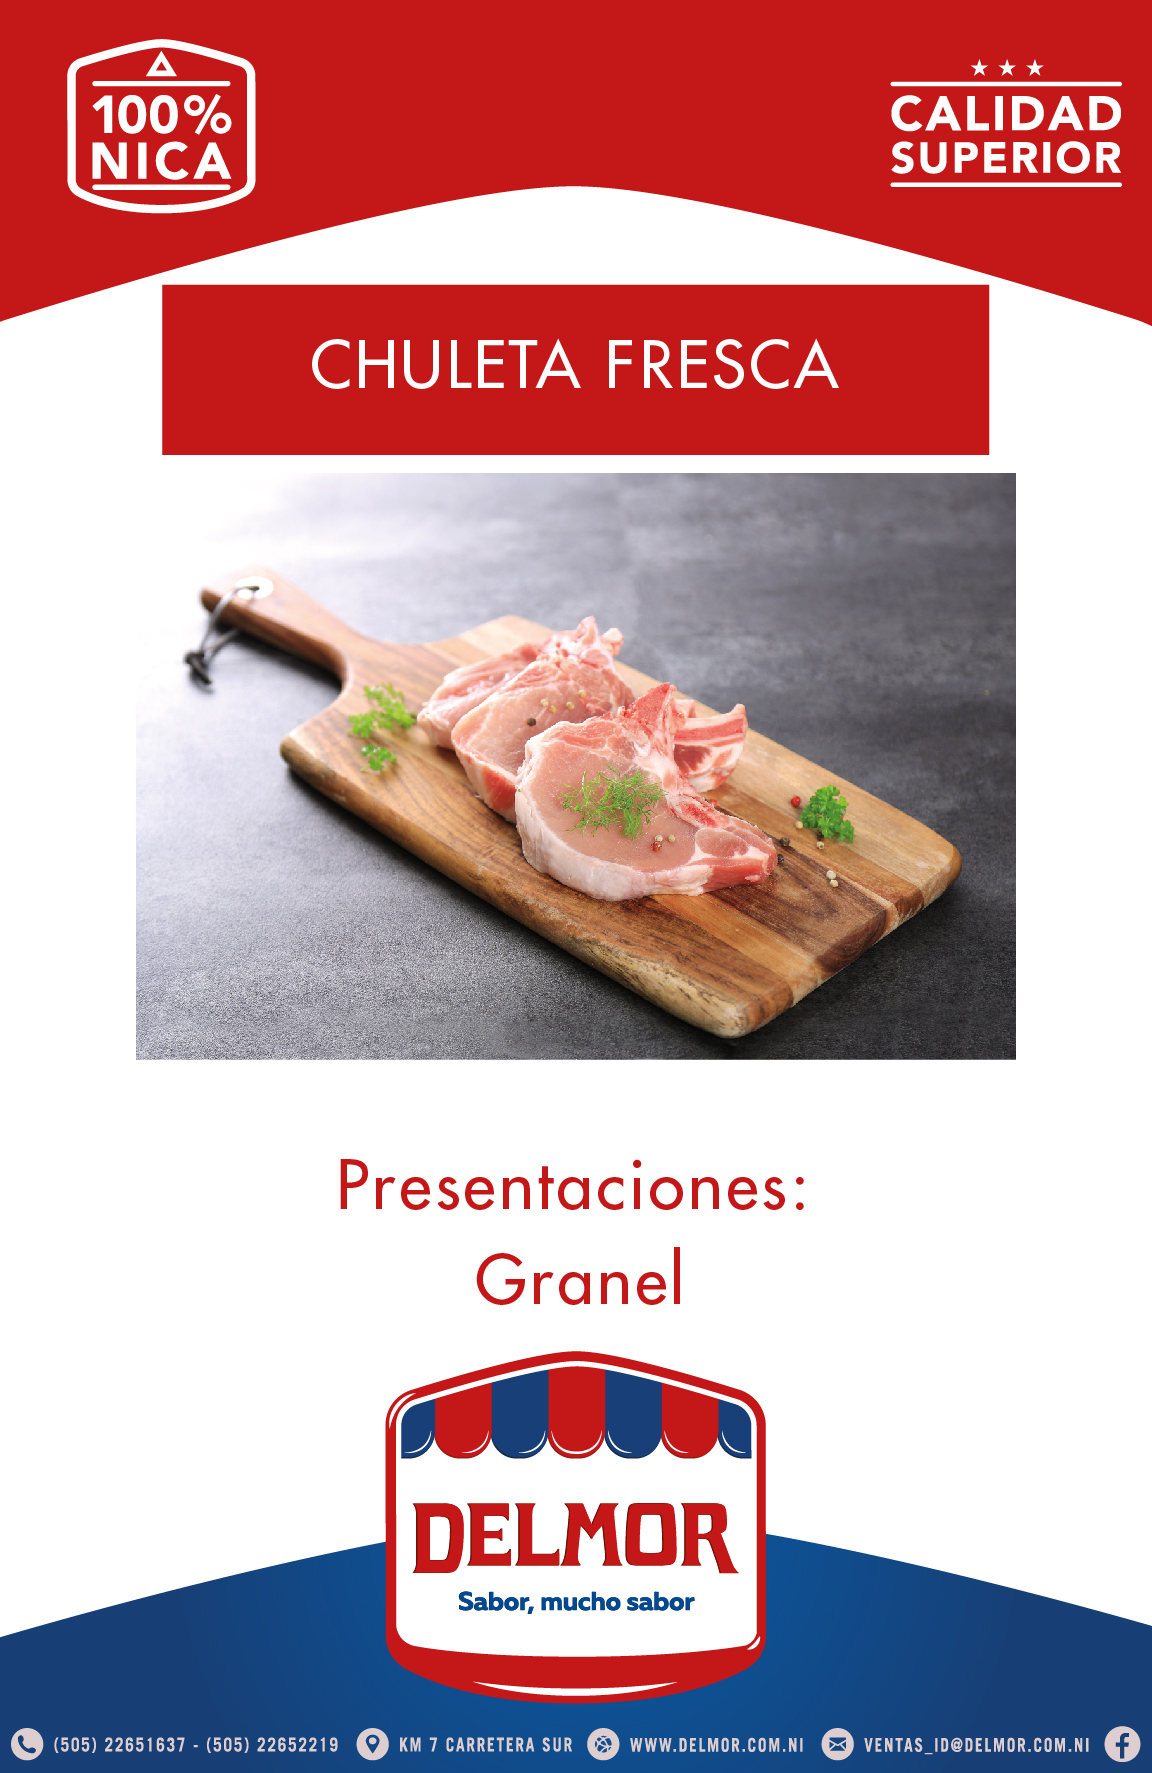 100%
NICA
CALIDAD
SUPERIOR
CHULETA FRESCA
Presentaciones:
Granel
DELMOR
Sabor, mucho sabor
(505) 22651637 - (505) 22652219 KM 7 CARRETERA SUR WWW.DELMOR.COM.NI VENTAS_ID@DELMOR.COM.NI